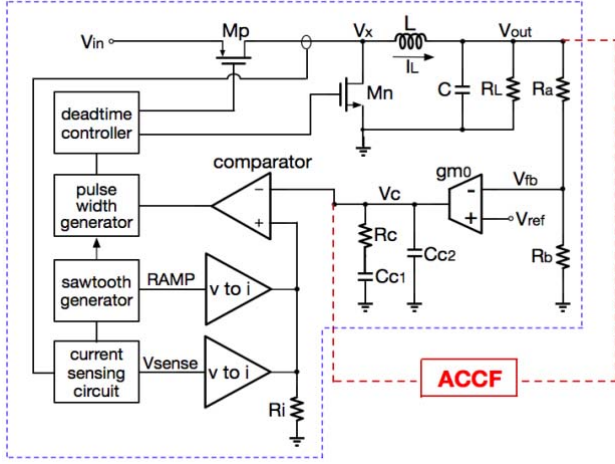 Mp
Vx
L
Vout
Vin
IL
Mn
C
RL
Ra
deadtime
controller
comparator
gm0
pulse
width
generator
−
+
Vc
-
+
Vfb
Vref
Rc
Cc1
Cc2
Rb
sawtooth
generator
RAMP
v to i
current
sensing
circuit
Vsense
v to i
Ri
ACCF